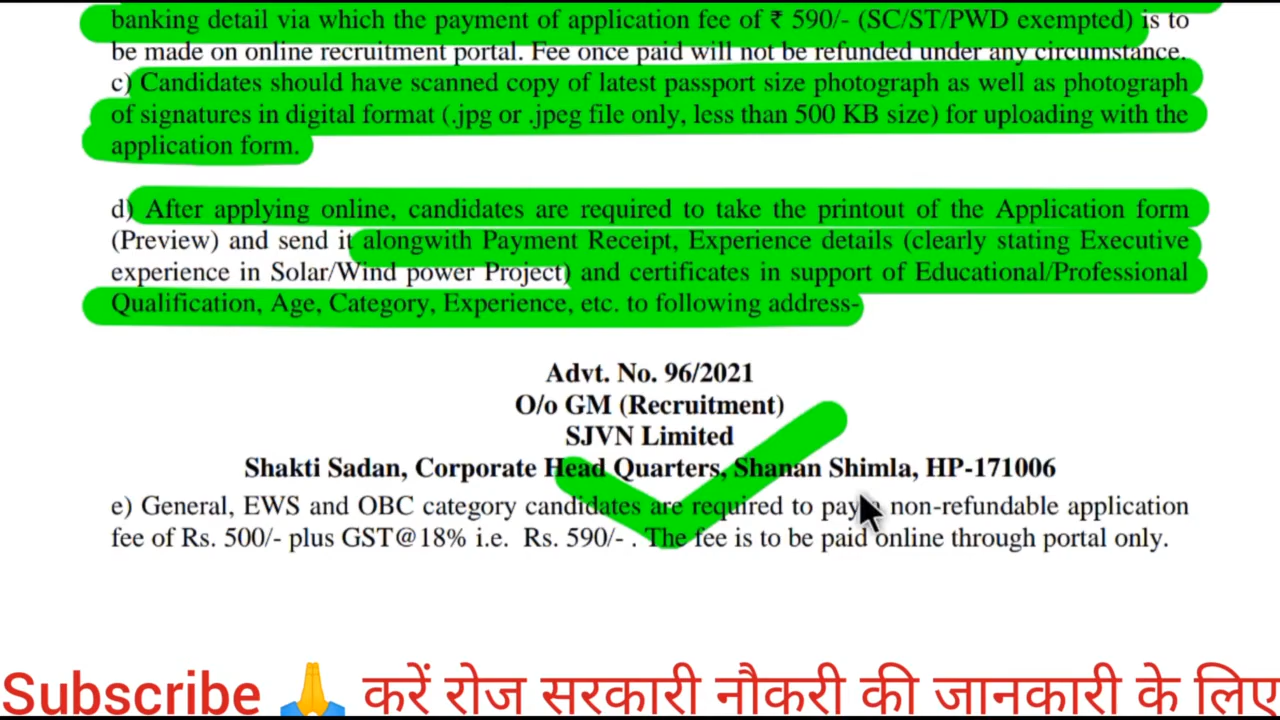 banking detail via which the payment of application fee of ₹ 590/- (SC/ST/PWD exempted) is to
be made on online recruitment portal. Fee once paid will not be refunded under any circumstance.
c) Candidates should have scanned copy of latest passport size photograph as well as photograph
of signatures in digital format (.jpg or .jpeg file only, less than 500 KB size) for uploading with the
application form.
d) After applying online, candidates are required to take the printout of the Application form
(Preview) and send it alongwith Payment Receipt, Experience details (clearly stating Executive
experience in Solar/Wind power Project) and certificates in support of Educational/Professional
Qualification, Age, Category, Experience, etc. to following address-
Advt. No. 96/2021
O/o GM (Recruitment)
SJVN Limited
Shakti Sadan, Corporate Head Quarters, Shanan Shimla, HP-171006
e) General, EWS and OBC category candidates are required to pay a non-refundable application
fee of Rs. 500/- plus GST@18% i.e. Rs. 590/- . The fee is to be paid online through portal only.
Subscribe 🙏 करें रोज सरकारी नौकरी की जानकारी के लिए